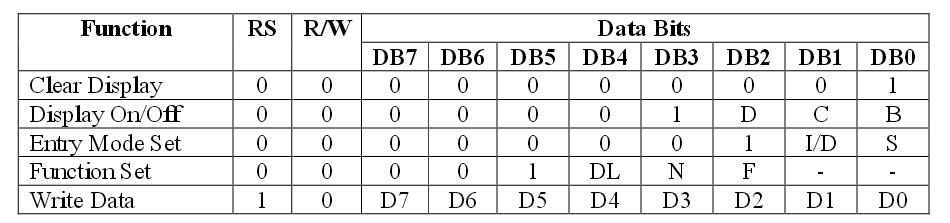 Function RS R/W Data Bits
DB7 DB6 DB5 DB4 DB3 DB2 DB1 DB0
Clear Display 0 0 0 0 0 0 0 0 0 1
Display On/Off 0 0 0 0 0 0 1 D C B
Entry Mode Set 0 0 0 0 0 0 0 1 I/D S
Function Set 0 0 0 0 1 DL N F - -
Write Data 1 0 D7 D6 D5 D4 D3 D2 D1 D0